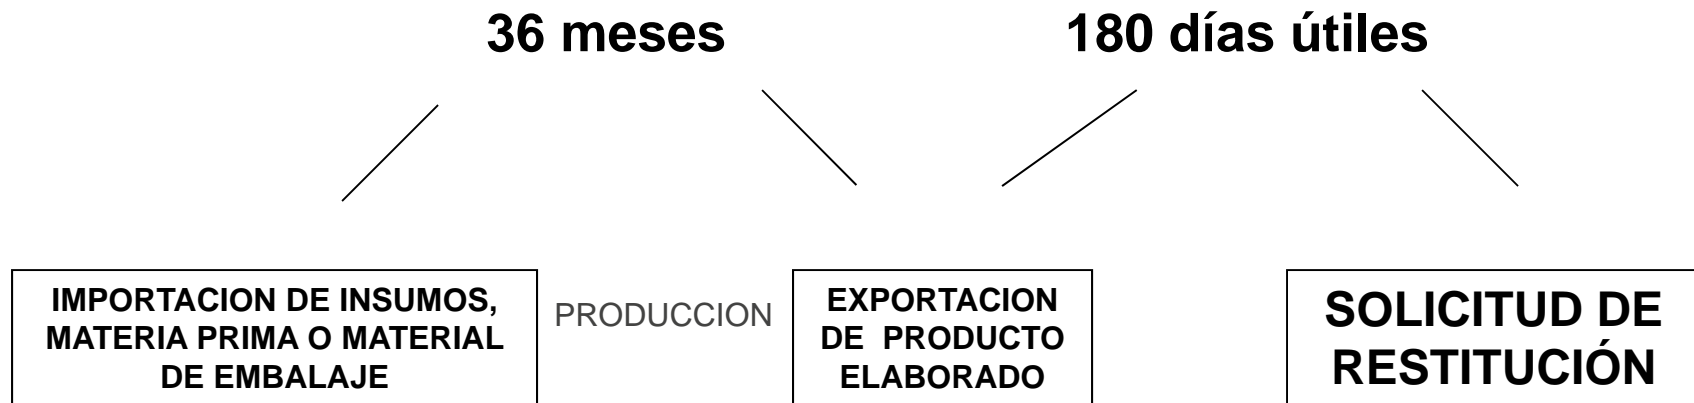 36 meses
180 días útiles
IMPORTACION DE INSUMOS,
MATERIA PRIMA O MATERIAL
DE EMBALAJE
PRODUCCION
EXPORTACION
DE PRODUCTO
ELABORADO
SOLICITUD DE
RESTITUCIÓN